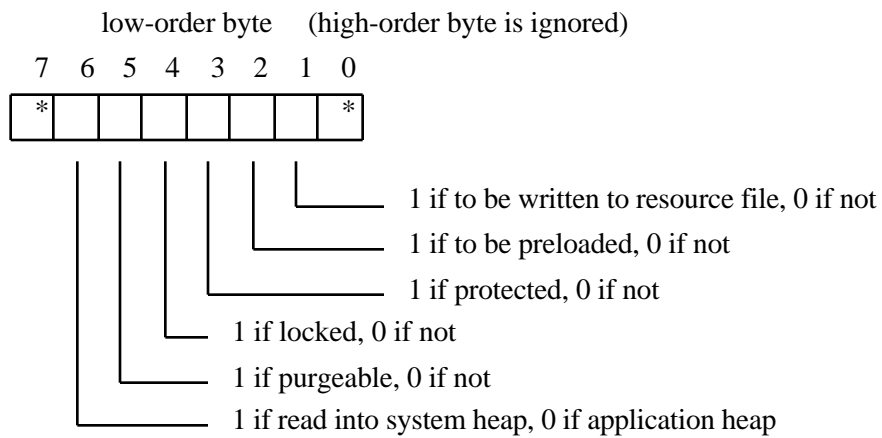 low-order byte (high-order byte is ignored)
7 6 5 4 3 2 1 0
* *
1 if to be written to resource file, 0 if not
1 if to be preloaded, 0 if not
1 if protected, 0 if not
1 if locked, 0 if not
1 if purgeable, 0 if not
1 if read into system heap, 0 if application heap